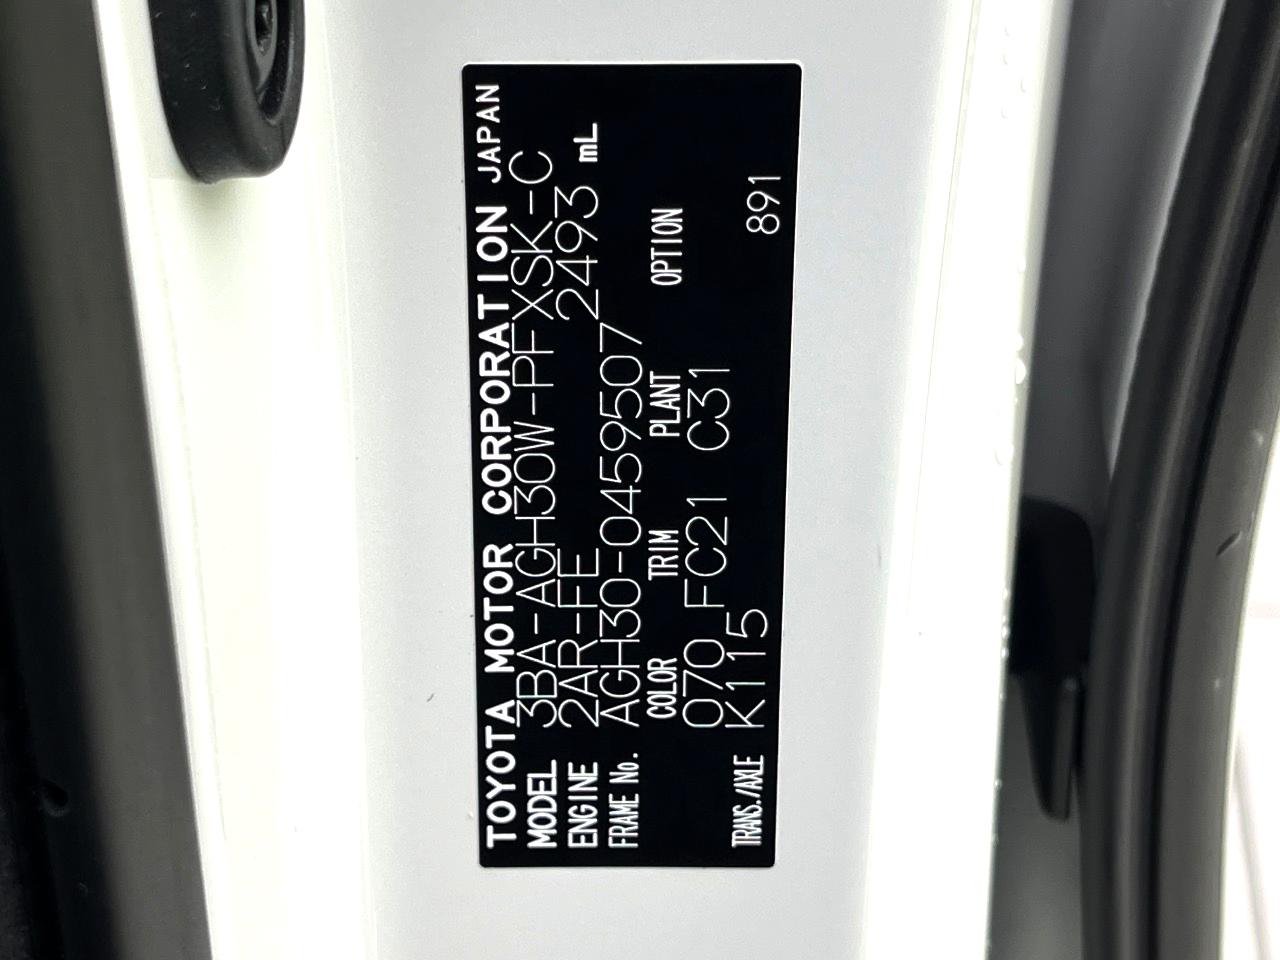 TOYOTA MOTOR CORPORATION JAPAN
MODEL 3BA-AGH30W-PFXSK-C
ENGINE 2AR-FE 2493 mL
FRAME No. AGH30-0459507
COLOR TRIM PLANT OPTION
070 FC21 C31
TRANS./AXLE K115 891